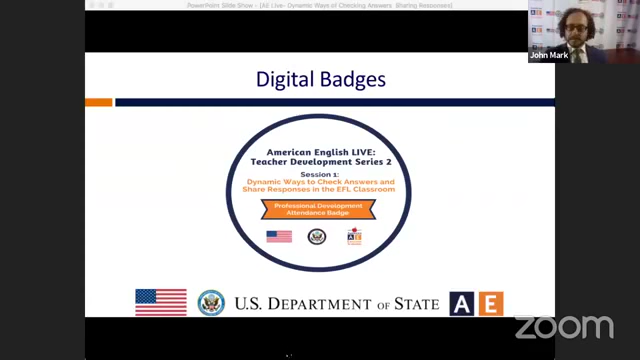 PowerPoint Slide Show - [AE Live- Dynamic Ways of Checking Answers Sharing Responses]
John Mark
Digital Badges
American English LIVE:
Teacher Development Series 2
Session 1:
Dynamic Ways to Check Answers and
Share Responses in the EFL Classroom
Professional Development
Attendance Badge
U.S. DEPARTMENT OF STATE
A E
zoom